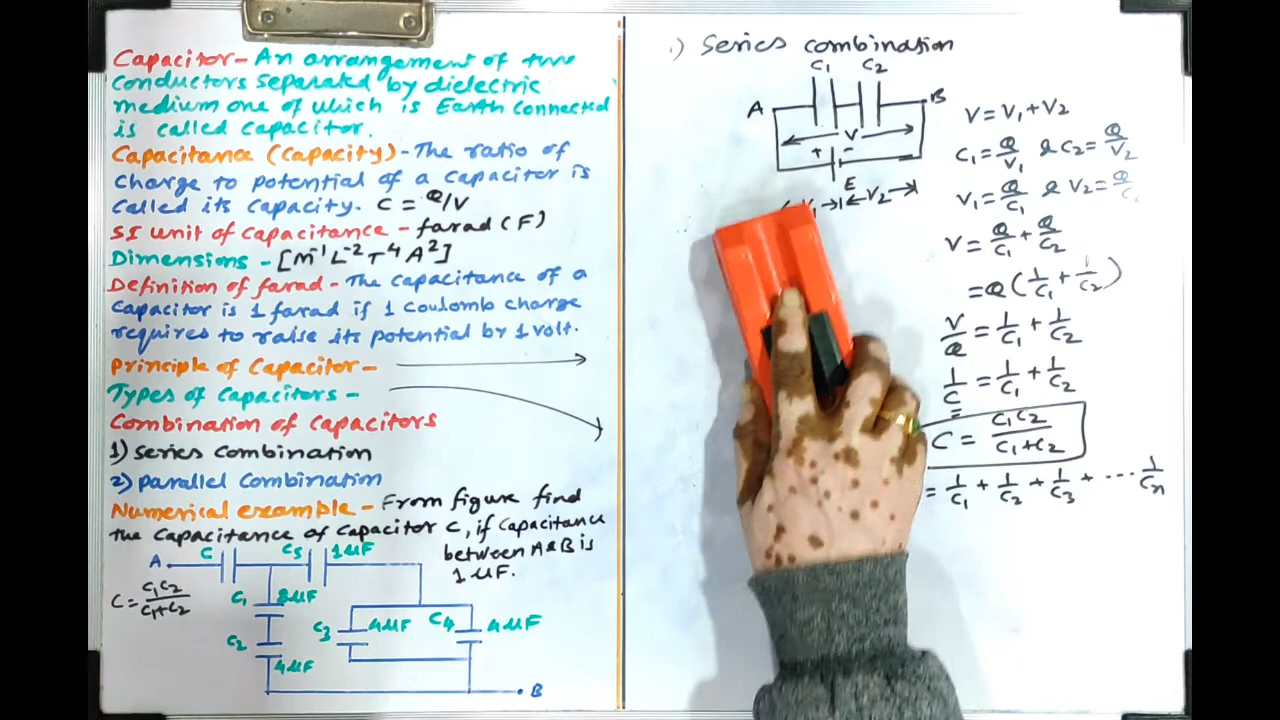 Capacitor - An arrangement of two
conductors separated by dielectric
medium one of which is Earth connected
is called capacitor.
Capacitance (capacity) - The ratio of
charge to potential of a capacitor is
called its capacity. C = Q/V
SI unit of capacitance - farad (F)
Dimensions - [M⁻¹ L⁻² T⁴ A²]
Definition of farad - The capacitance of a
capacitor is 1 farad if 1 coulomb charge
requires to raise its potential by 1 volt.
Principle of capacitor -
Types of capacitors -
Combination of capacitors
1) series combination
2) parallel combination
Numerical example - From figure find
the capacitance of capacitor C, if capacitance
between A & B is
1 µF.
A C C5 1µF
C = C1C2/C1+C2
C1 8µF
C2 4µF
C3 4µF C4 4µF
B
1) Series combination
C1 C2
A B
V
+ -
E
V1 V2
V = V1 + V2
C1 = Q/V1 & C2 = Q/V2
V1 = Q/C1 & V2 = Q/C2
V = Q/C1 + Q/C2
= Q (1/C1 + 1/C2)
V/Q = 1/C1 + 1/C2
1/C = 1/C1 + 1/C2
C = C1C2/C1+C2
= 1/C1 + 1/C2 + 1/C3 + ... 1/Cn